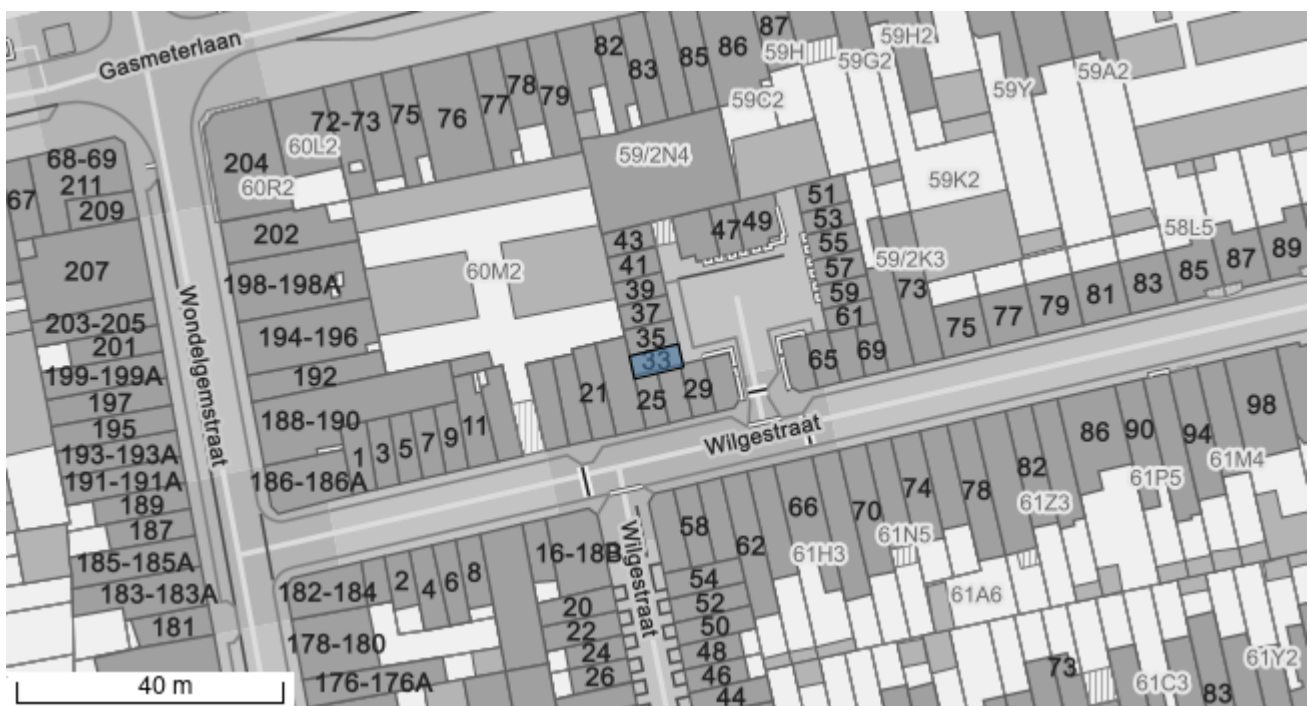 Gasmeterlaan
82
83
85
86
87
59H
59H2
59G2
59A2
59Y
59C2
78
79
77
76
75
72-73
60L2
204
60R2
68-69
211
67
209
59/2N4
51
59K2
202
47
49
53
58L5
43
55
59/2K3
207
198-198A
60M2
41
57
39
59
73
75
77
79
81
83
85
87
89
37
61
203-205
194-196
35
201
33
65
69
199-199A
192
21
25
29
197
195
188-190
1
3
5
7
9
11
Wondelgemstraat
Wilgestraat
193-193A
191-191A
186-186A
189
187
58
62
66
70
74
78
82
86
90
94
98
61M4
61P5
61Z3
61N5
61H3
16-18B
Wilgestraat
185-185A
183-183A
182-184
2
4
6
8
54
52
50
48
46
44
20
22
24
26
61A6
181
178-180
176-176A
73
61C3
83
61Y2
40 m